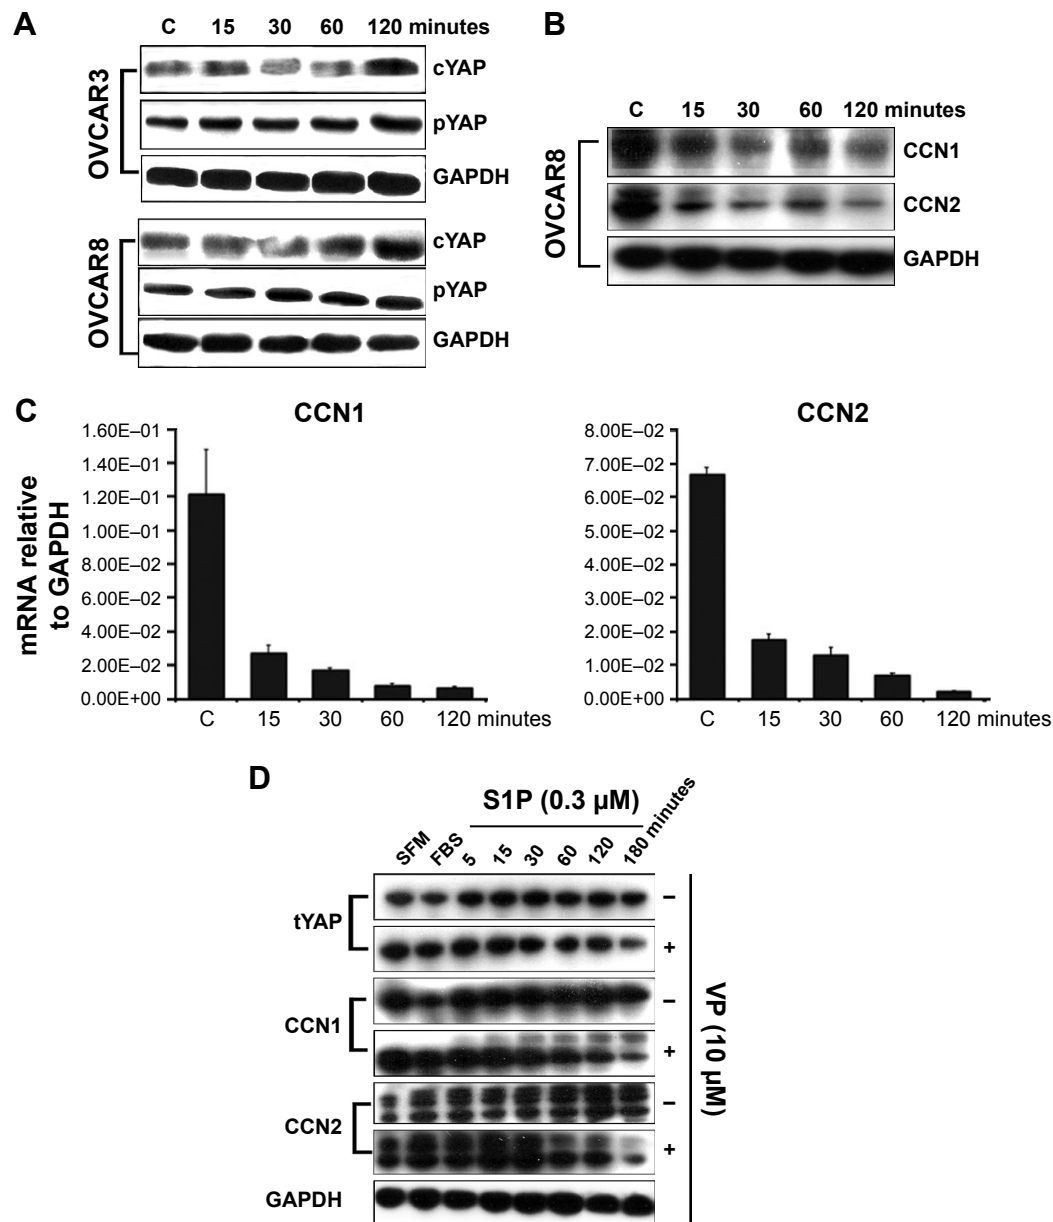 A
C 15 30 60 120 minutes
OVCAR3
cYAP
pYAP
GAPDH
OVCAR8
cYAP
pYAP
GAPDH
B
C 15 30 60 120 minutes
OVCAR8
CCN1
CCN2
GAPDH
C
CCN1
mRNA relative
to GAPDH
1.60E–01
1.40E–01
1.20E–01
1.00E–01
8.00E–02
6.00E–02
4.00E–02
2.00E–02
0.00E+00
C 15 30 60 120 minutes
CCN2
8.00E–02
7.00E–02
6.00E–02
5.00E–02
4.00E–02
3.00E–02
2.00E–02
1.00E–02
0.00E+00
C 15 30 60 120 minutes
D
S1P (0.3 μM)
SFM FBS 5 15 30 60 120 180 minutes
tYAP
–
+
CCN1
–
+
CCN2
–
+
GAPDH
VP (10 μM)